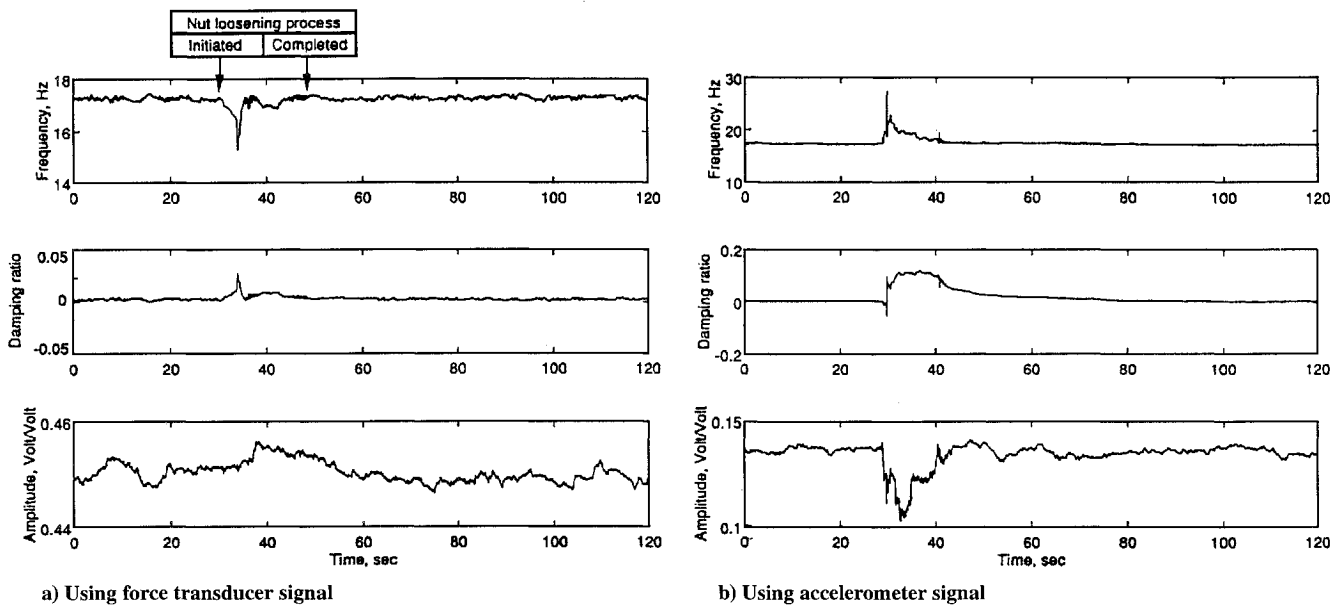 Nut loosening process
Initiated Completed
Frequency, Hz
18
16
14
0 20 40 60 80 100 120
Damping ratio
0.05
0
-0.05
0 20 40 60 80 100 120
Amplitude, Volt/Volt
0.46
0.44
0 20 40 60 80 100 120
Time, sec
a) Using force transducer signal
Frequency, Hz
30
20
10
0 20 40 60 80 100 120
Damping ratio
0.2
0
-0.2
0 20 40 60 80 100 120
Amplitude, Volt/Volt
0.15
0.1
0 20 40 60 80 100 120
Time, sec
b) Using accelerometer signal